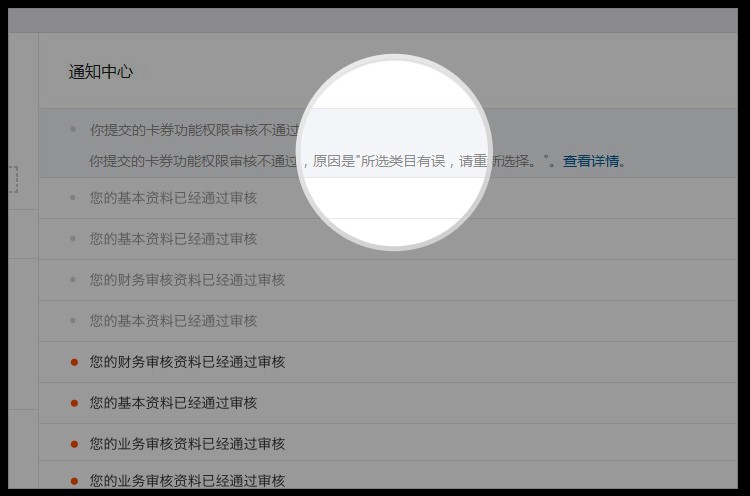 通知中心
你提交的卡券功能权限审核不通过
你提交的卡券功能权限审核不通过，原因是"所选类目有误，请重新选择。"。查看详情。
您的基本资料已经通过审核
您的基本资料已经通过审核
您的财务审核资料已经通过审核
您的基本资料已经通过审核
您的财务审核资料已经通过审核
您的基本资料已经通过审核
您的业务审核资料已经通过审核
您的业务审核资料已经通过审核